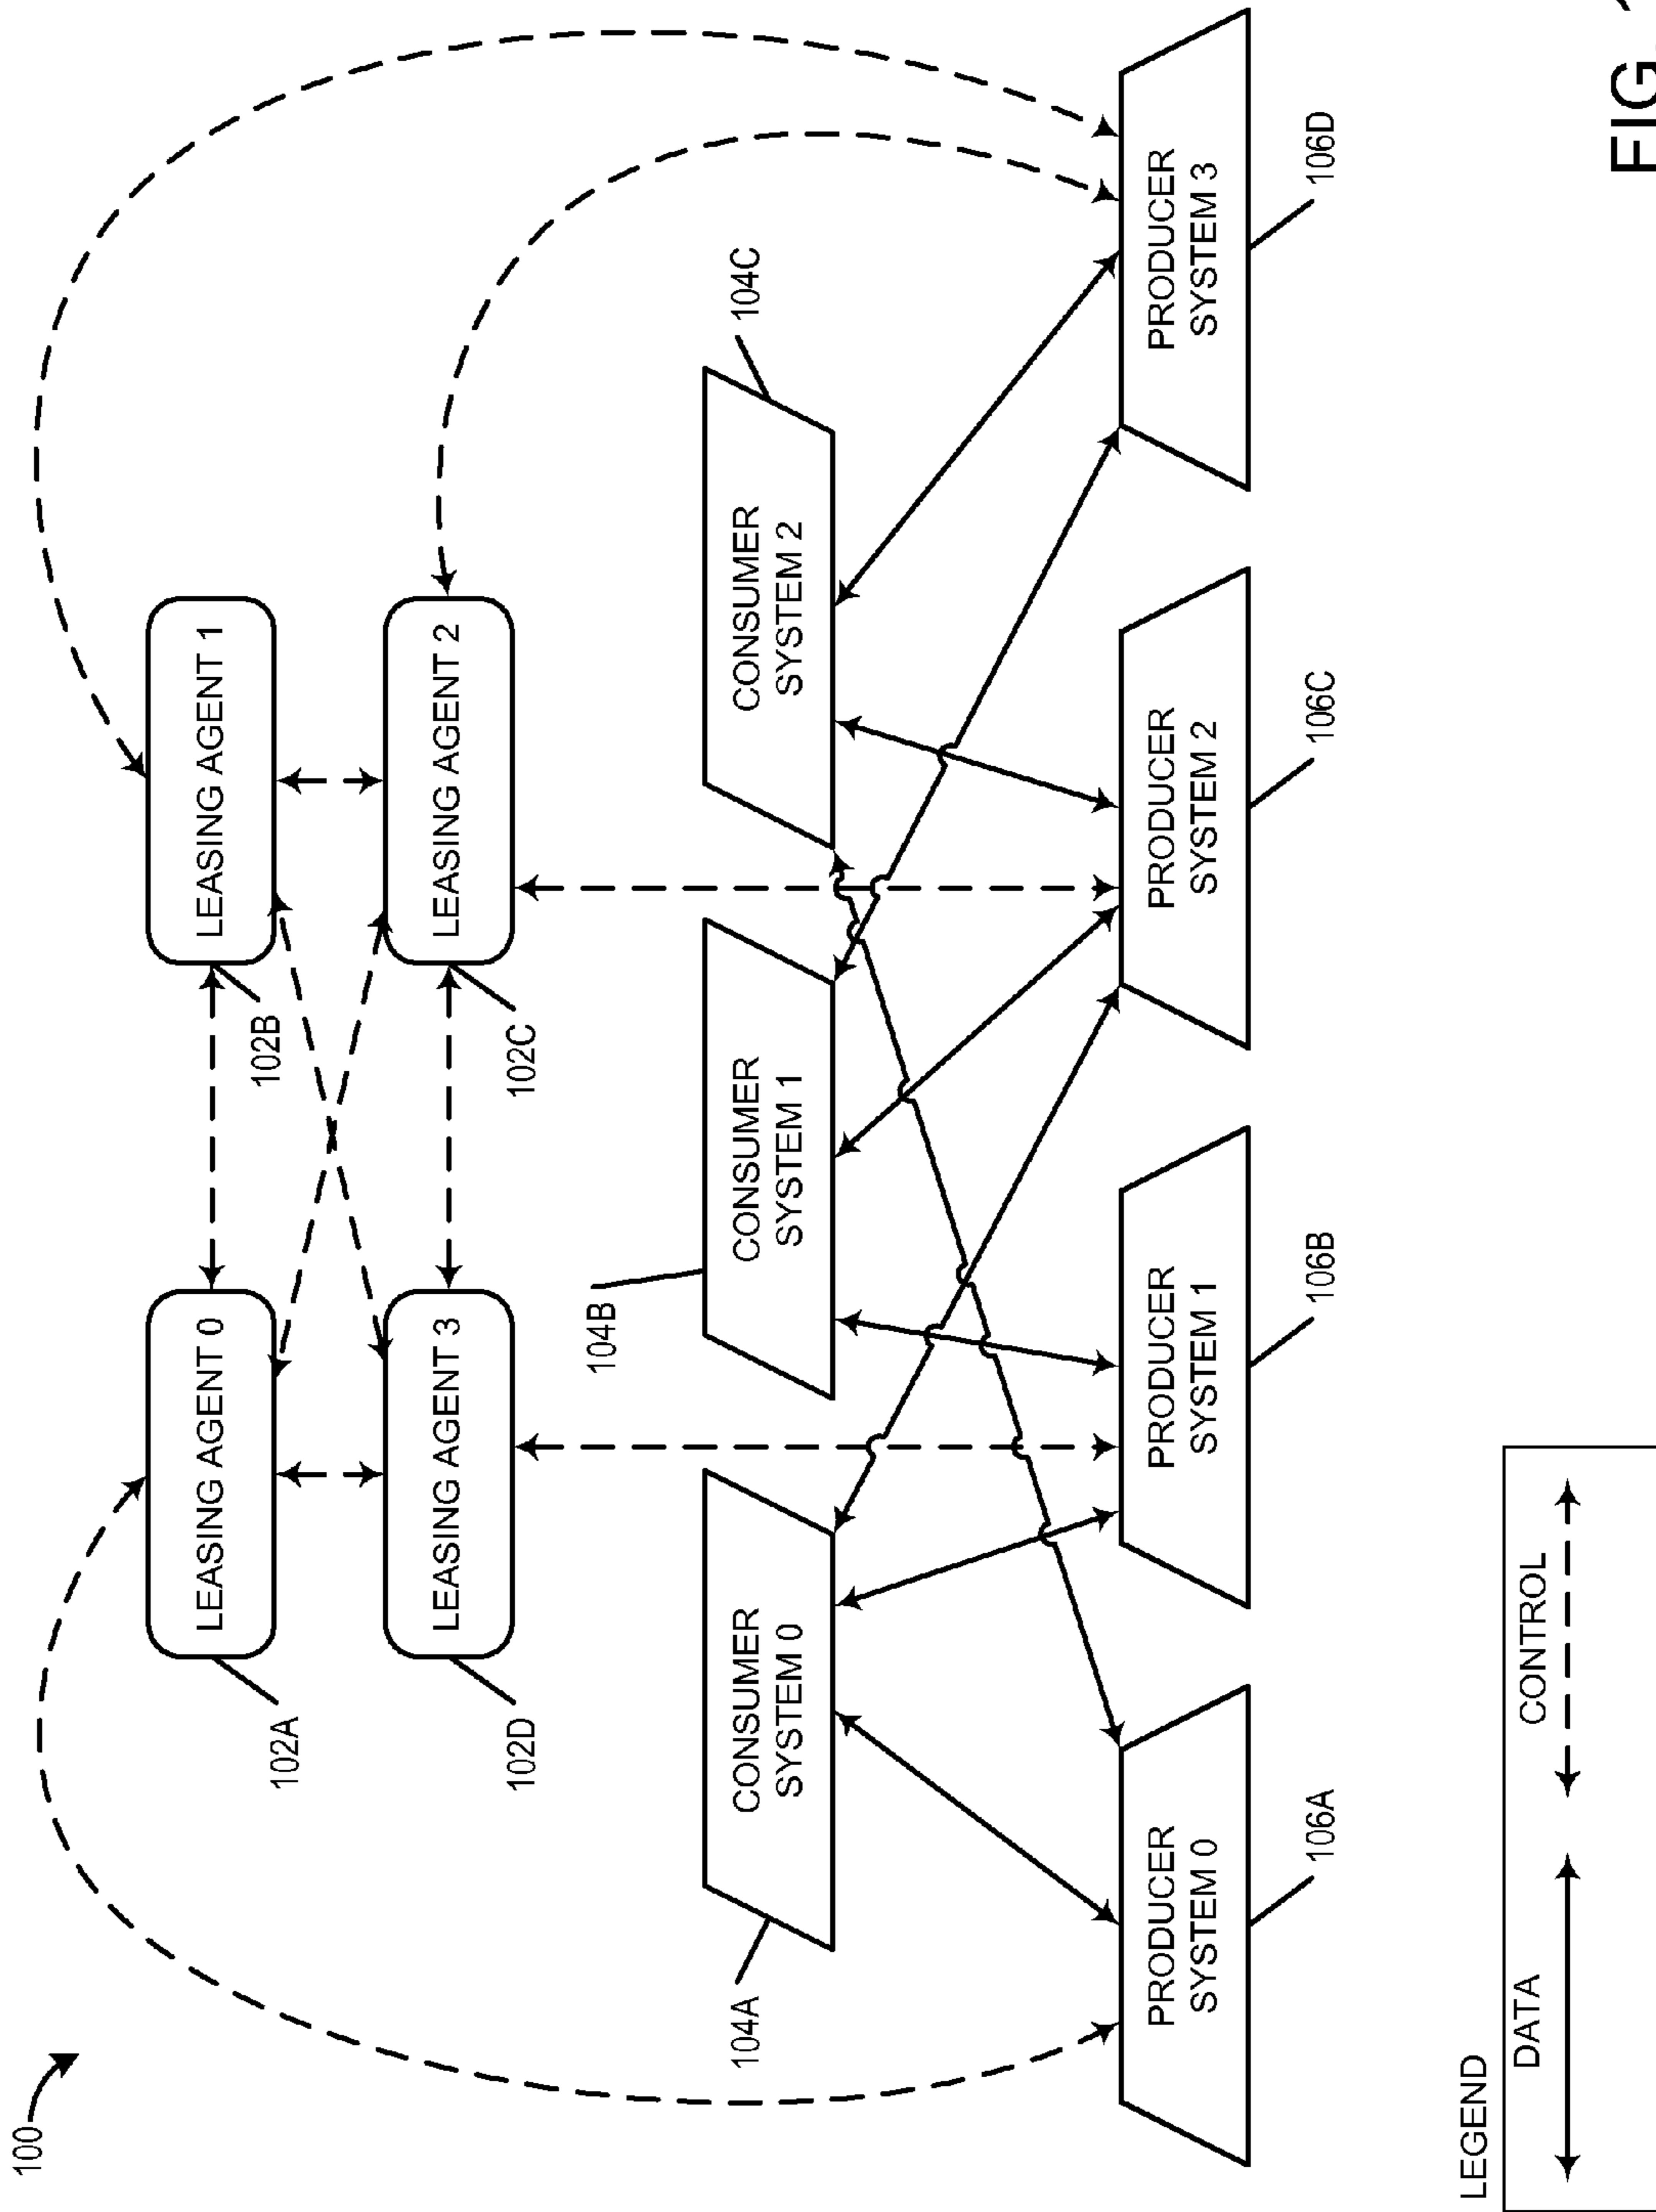 100
LEASING AGENT 0
LEASING AGENT 1
102A
102B
LEASING AGENT 3
LEASING AGENT 2
102D
102C
104B
104C
104A
CONSUMER
SYSTEM 0
CONSUMER
SYSTEM 1
CONSUMER
SYSTEM 2
PRODUCER
SYSTEM 0
PRODUCER
SYSTEM 1
PRODUCER
SYSTEM 2
PRODUCER
SYSTEM 3
106A
106B
106C
106D
LEGEND
DATA
CONTROL
FIG.